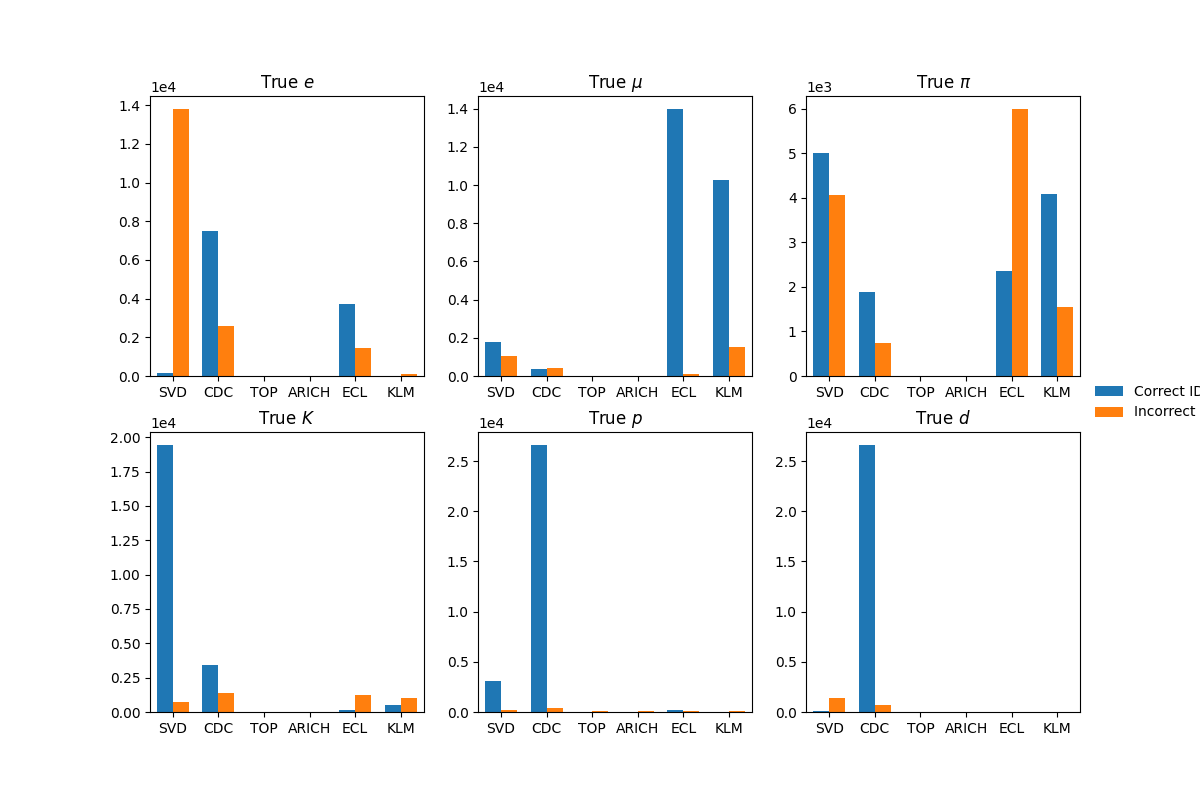 True e
True μ
True π
1e4
1.4
1.2
1.0
0.8
0.6
0.4
0.2
0.0
SVD CDC TOP ARICH ECL KLM
1e4
1.4
1.2
1.0
0.8
0.6
0.4
0.2
0.0
SVD CDC TOP ARICH ECL KLM
1e3
6
5
4
3
2
1
0
SVD CDC TOP ARICH ECL KLM
Correct ID
Incorrect
True K
True p
True d
1e4
2.00
1.75
1.50
1.25
1.00
0.75
0.50
0.25
0.00
SVD CDC TOP ARICH ECL KLM
1e4
2.5
2.0
1.5
1.0
0.5
0.0
SVD CDC TOP ARICH ECL KLM
1e4
2.5
2.0
1.5
1.0
0.5
0.0
SVD CDC TOP ARICH ECL KLM